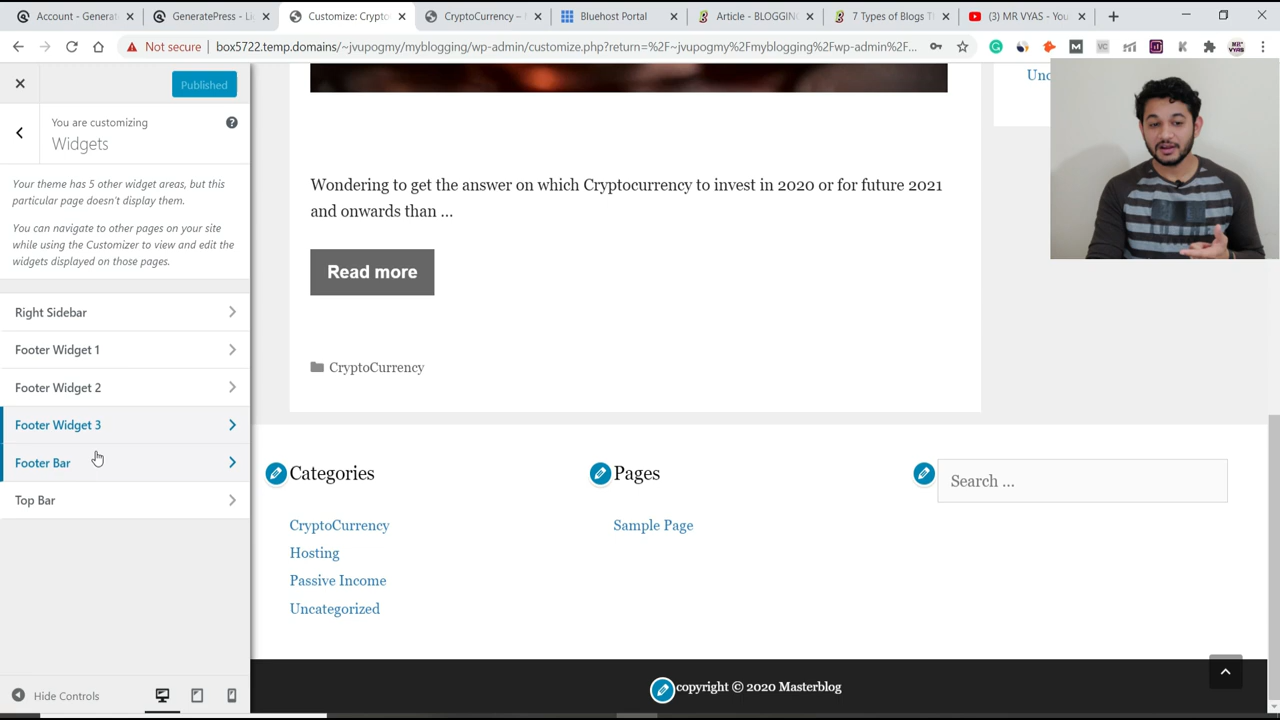 Account - Generat
GeneratePress - Li
Customize: Crypto
CryptoCurrency –
Bluehost Portal
Article - BLOGGIN
7 Types of Blogs T
(3) MR VYAS - You
Not secure
box5722.temp.domains/~jvupogmy/myblogging/wp-admin/customize.php?return=%2F~jvupogmy%2Fmyblogging%2Fwp-admin%2F...
Published
You are customizing
Widgets
Your theme has 5 other widget areas, but this
particular page doesn't display them.
You can navigate to other pages on your site
while using the Customizer to view and edit the
widgets displayed on those pages.
Right Sidebar
Footer Widget 1
Footer Widget 2
Footer Widget 3
Footer Bar
Top Bar
Hide Controls
Unc
Wondering to get the answer on which Cryptocurrency to invest in 2020 or for future 2021
and onwards than ...
Read more
CryptoCurrency
Categories
CryptoCurrency
Hosting
Passive Income
Uncategorized
Pages
Sample Page
Search ...
copyright © 2020 Masterblog